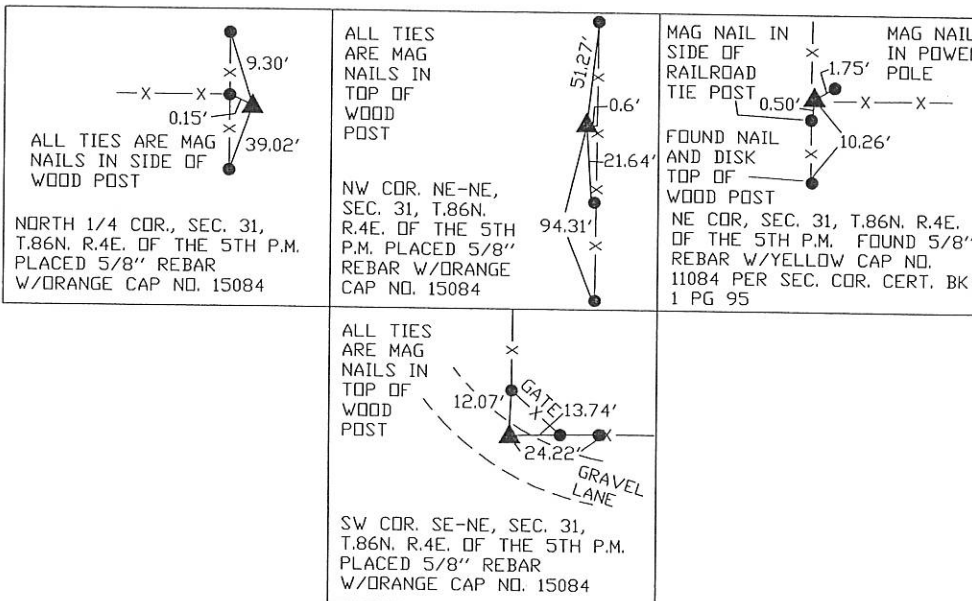 9.30'
0.15'
39.02'
ALL TIES ARE MAG
NAILS IN SIDE OF
WOOD POST
NORTH 1/4 COR., SEC. 31,
T.86N. R.4E. OF THE 5TH P.M.
PLACED 5/8" REBAR
W/ORANGE CAP NO. 15084
ALL TIES
ARE MAG
NAILS IN
TOP OF
WOOD
POST
51.27'
0.6'
21.64'
94.31'
NW COR. NE-NE,
SEC. 31, T.86N.
R.4E. OF THE 5TH
P.M. PLACED 5/8"
REBAR W/ORANGE
CAP NO. 15084
MAG NAIL IN
SIDE OF
RAILROAD
TIE POST
MAG NAIL
IN POWER
POLE
1.75'
0.50'
10.26'
FOUND NAIL
AND DISK
TOP OF
WOOD POST
NE COR, SEC. 31, T.86N. R.4E.
OF THE 5TH P.M. FOUND 5/8"
REBAR W/YELLOW CAP NO.
11084 PER SEC. COR. CERT. BK
1 PG 95
ALL TIES
ARE MAG
NAILS IN
TOP OF
WOOD
POST
12.07'
GATE
13.74'
24.22'
GRAVEL
LANE
SW COR. SE-NE, SEC. 31,
T.86N. R.4E. OF THE 5TH P.M.
PLACED 5/8" REBAR
W/ORANGE CAP NO. 15084